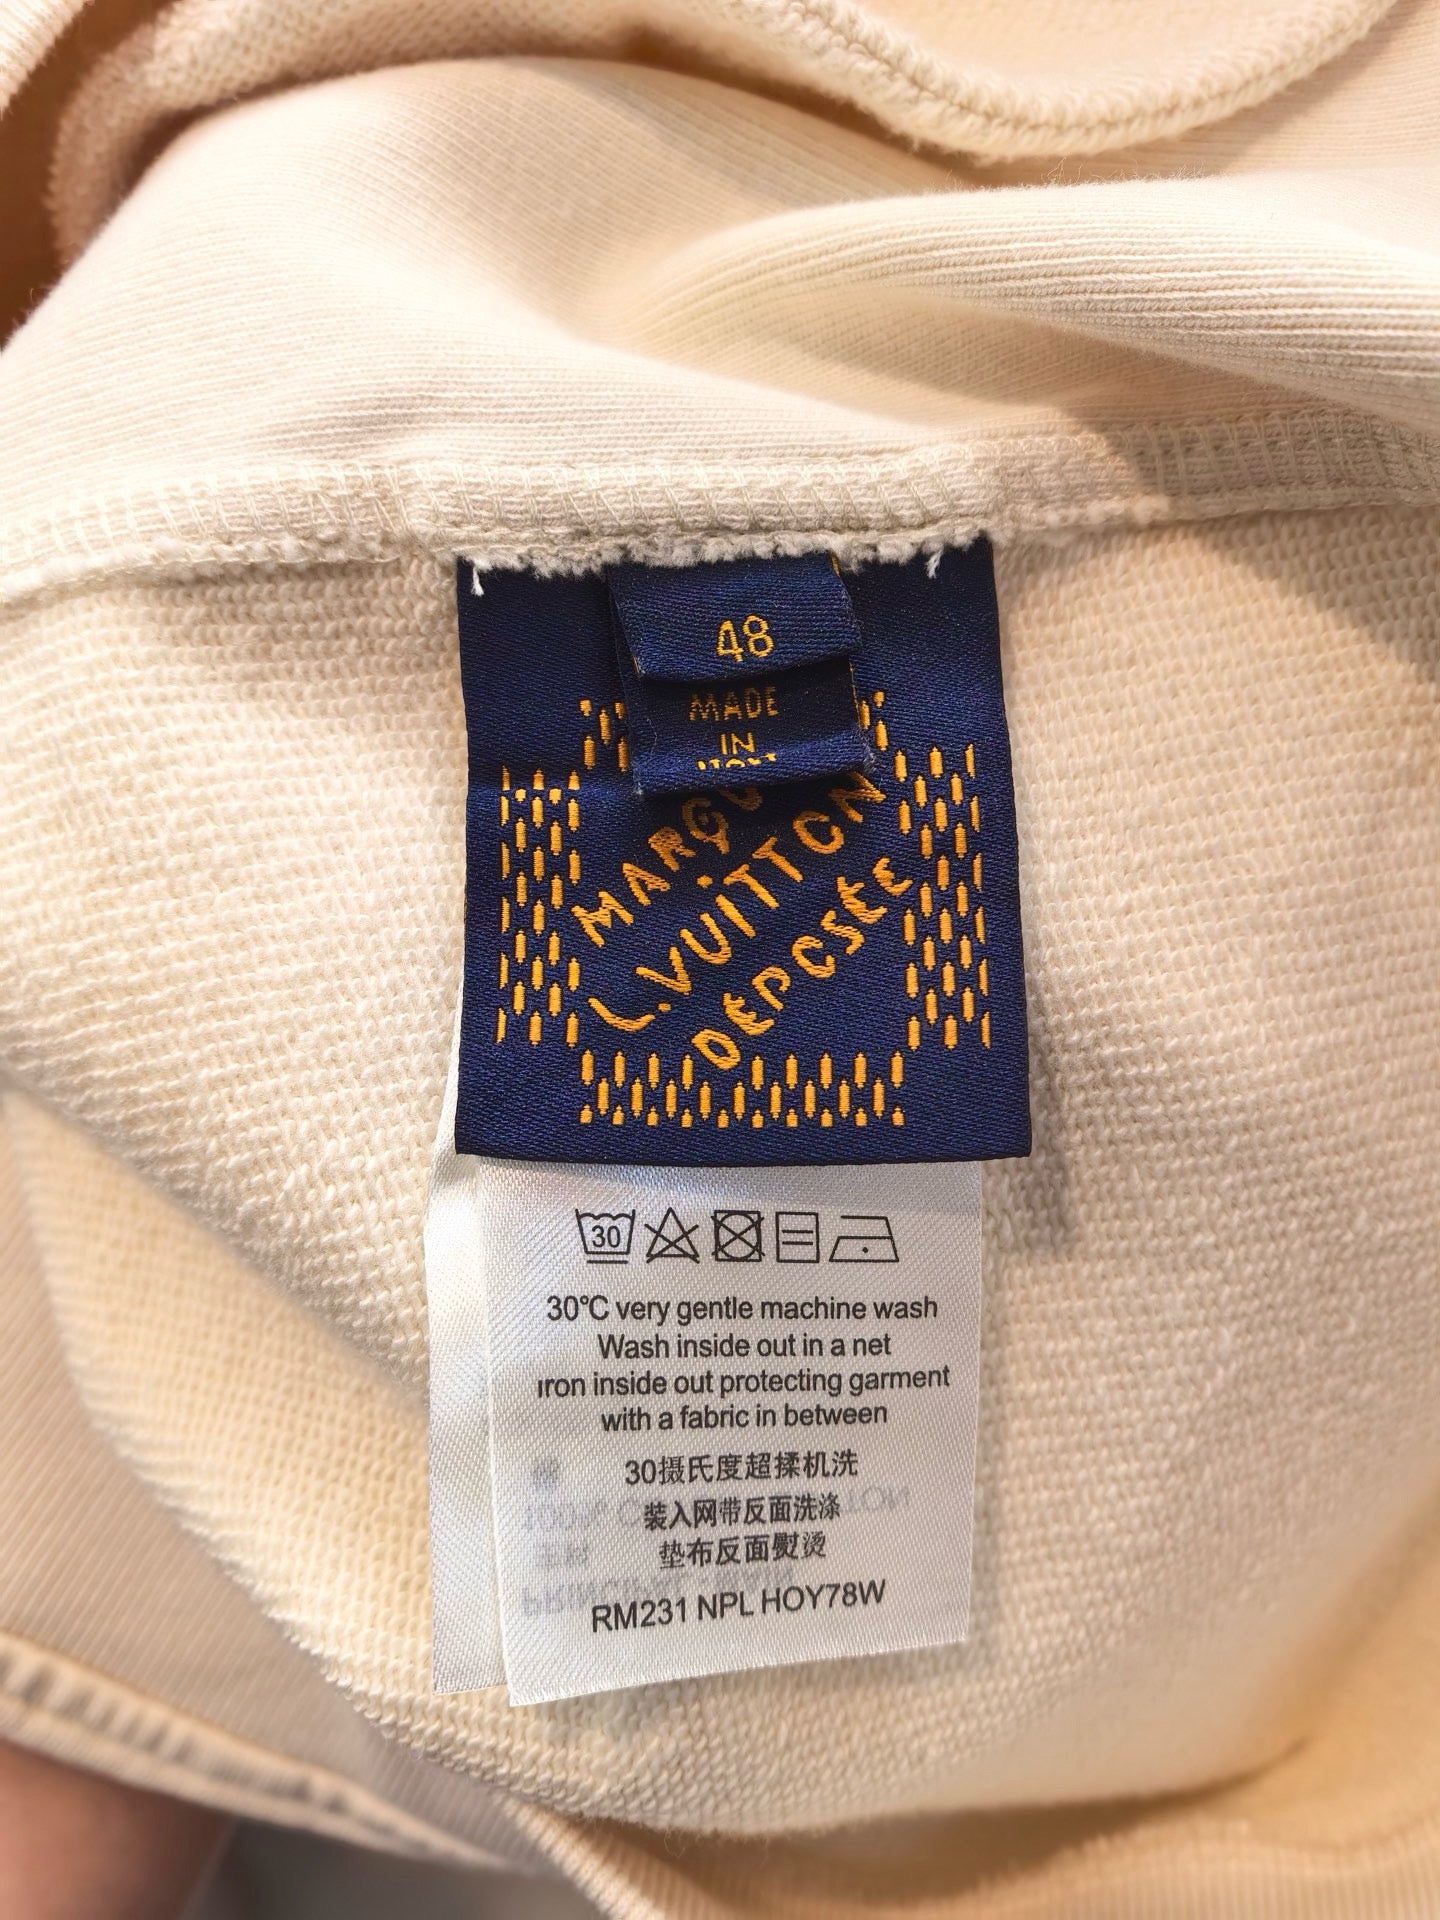 48
MADE
IN
MARQUE
L.VUiTTON
DEPOSEE
30
30℃ very gentle machine wash
Wash inside out in a net
ıron inside out protecting garment
with a fabric in between
30摄氏度超揉机洗
装入网带反面洗涤
垫布反面熨烫
RM231 NPL HOY78W